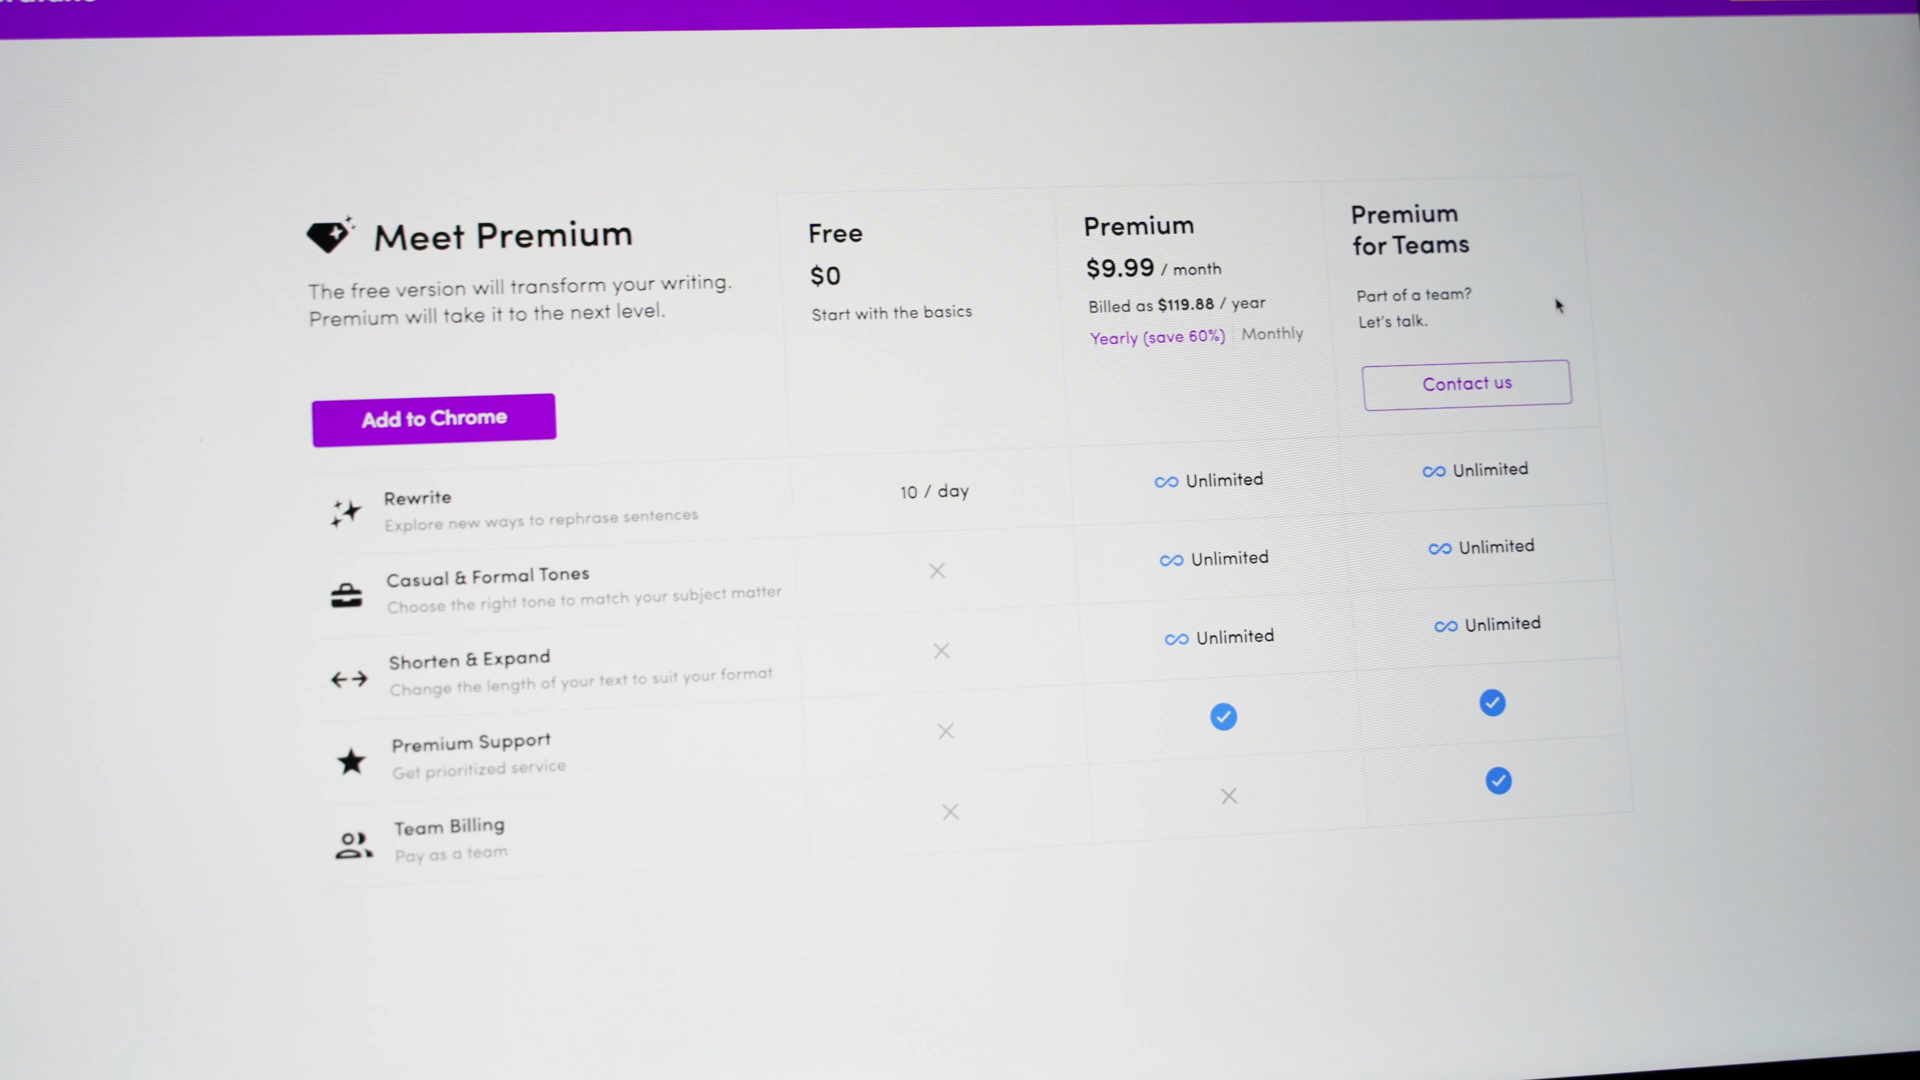 Meet Premium
The free version will transform your writing.
Premium will take it to the next level.
Add to Chrome
Free
$0
Start with the basics
Premium
$9.99 / month
Billed as $119.88 / year
Yearly (save 60%) Monthly
Premium
for Teams
Part of a team?
Let's talk.
Contact us
Rewrite
Explore new ways to rephrase sentences
10 / day
Unlimited
Unlimited
Casual & Formal Tones
Choose the right tone to match your subject matter
Unlimited
Unlimited
Shorten & Expand
Change the length of your text to suit your format
Unlimited
Unlimited
Premium Support
Get prioritized service
Team Billing
Pay as a team